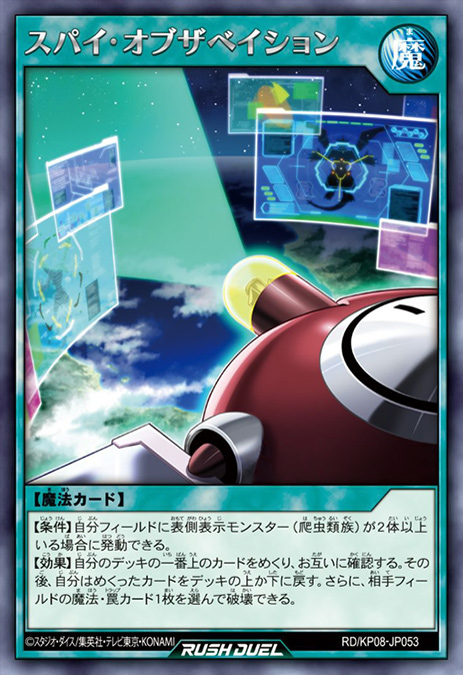 スパイ・オブザベイション
魔
【魔法カード】
【条件】自分フィールドに表側表示モンスター(爬虫類族)が2体以上
いる場合に発動できる。
【効果】自分のデッキの一番上のカードをめくり、お互いに確認する。その
後、自分はめくったカードをデッキの上か下に戻す。さらに、相手フィー
ルドの魔法・罠カード1枚を選んで破壊できる。
©スタジオ・ダイス/集英社・テレビ東京・KONAMI
RUSH DUEL
RD/KP08-JP053